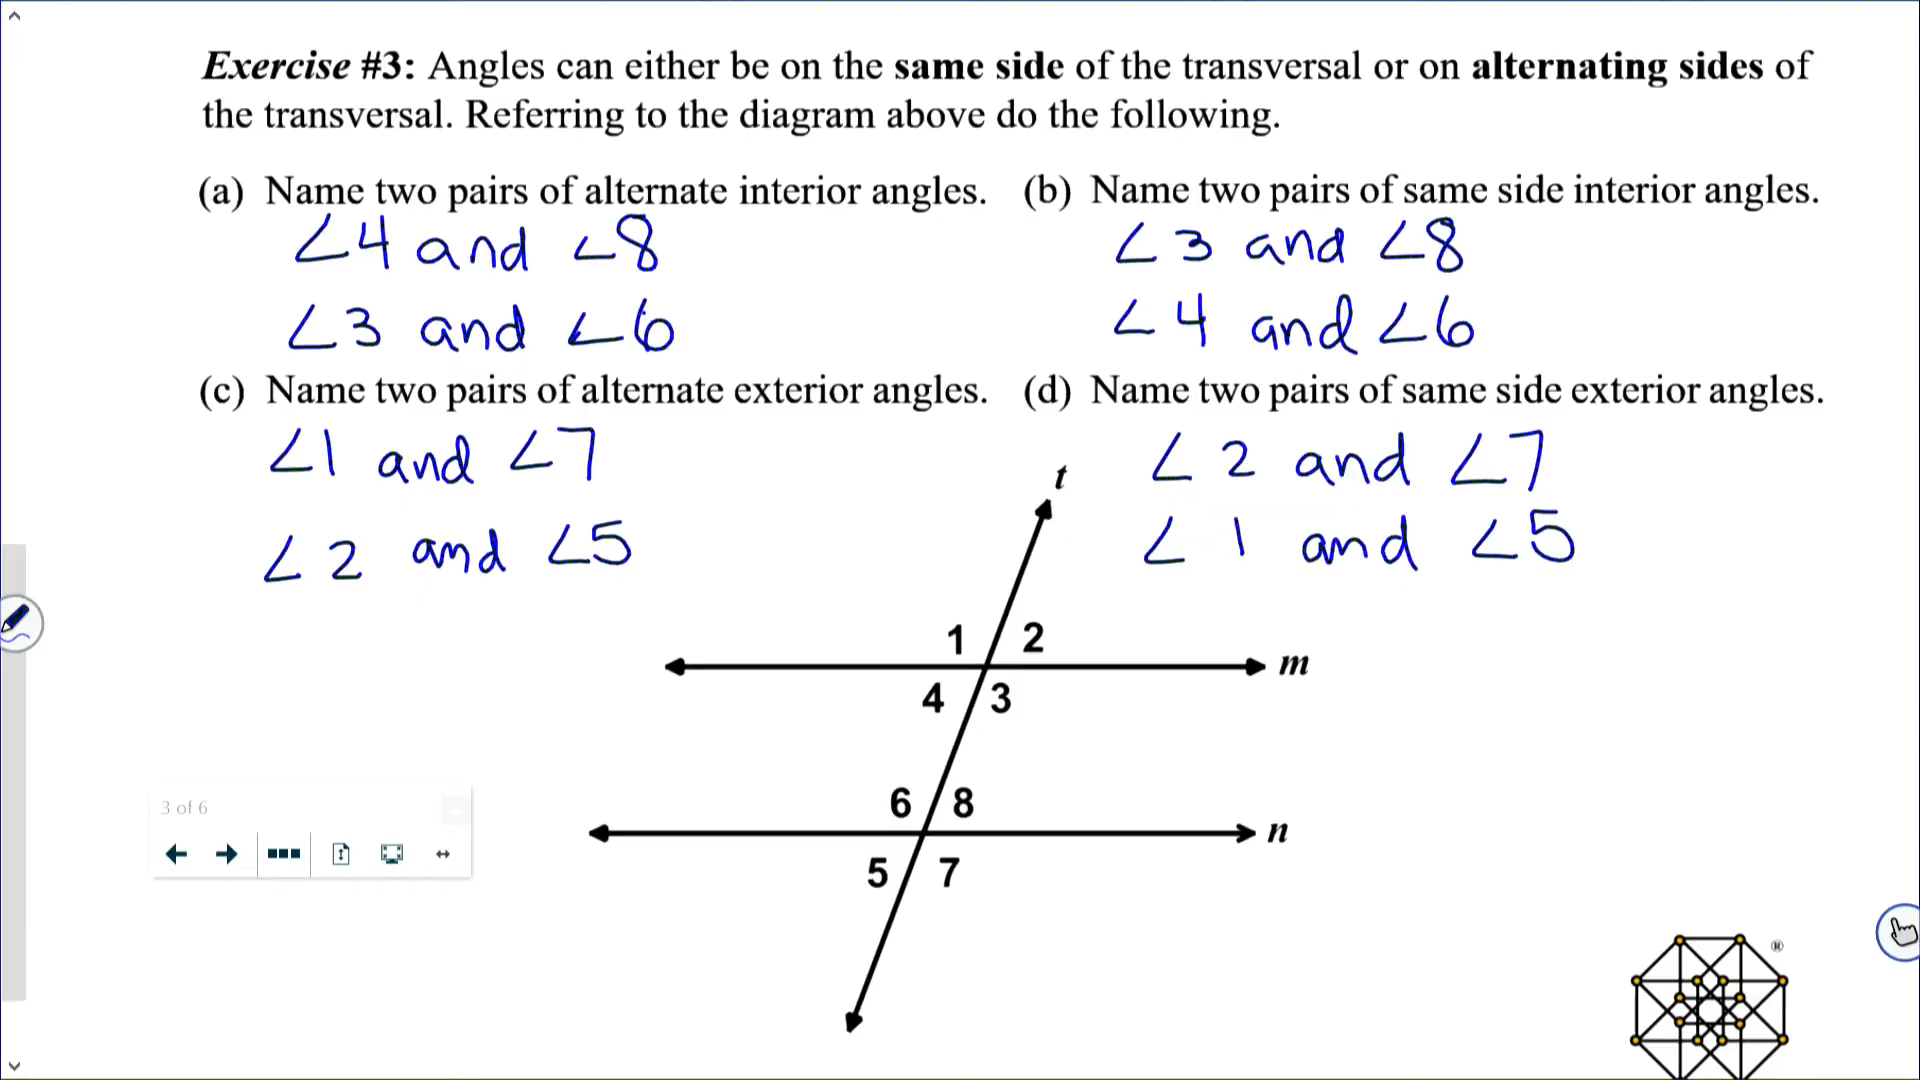 Exercise #3: Angles can either be on the same side of the transversal or on alternating sides of
the transversal. Referring to the diagram above do the following.
(a) Name two pairs of alternate interior angles.
∠4 and ∠8
∠3 and ∠6
(b) Name two pairs of same side interior angles.
∠3 and ∠8
∠4 and ∠6
(c) Name two pairs of alternate exterior angles.
∠1 and ∠7
∠2 and ∠5
(d) Name two pairs of same side exterior angles.
∠2 and ∠7
∠1 and ∠5
t
1 2
m
4 3
6 8
n
5 7
3 of 6
®